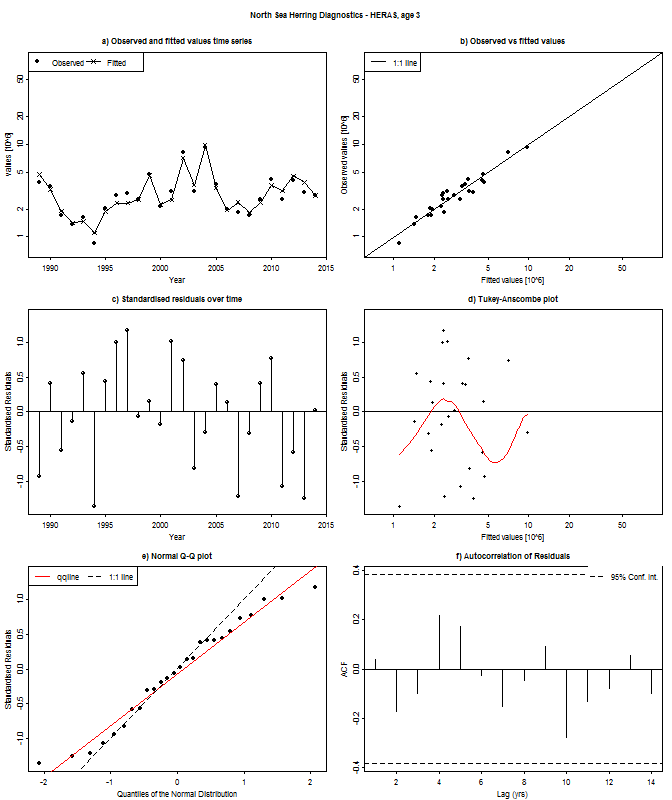 North Sea Herring Diagnostics - HERAS, age 3
a) Observed and fitted values time series
Observed Fitted
values [10^6]
1 2 5 10 20 50
1990 1995 2000 2005 2010 2015
Year
b) Observed vs fitted values
1:1 line
Observed values [10^6]
1 2 5 10 20 50
1 2 5 10 20 50
Fitted values [10^6]
c) Standardised residuals over time
Standardised Residuals
-1.0 -0.5 0.0 0.5 1.0
1990 1995 2000 2005 2010 2015
Year
d) Tukey-Anscombe plot
Standardised Residuals
-1.0 -0.5 0.0 0.5 1.0
1 2 5 10 20 50
Fitted values [10^6]
e) Normal Q-Q plot
qqline 1:1 line
Standardised Residuals
-1.0 -0.5 0.0 0.5 1.0
-2 -1 0 1 2
Quantiles of the Normal Distribution
f) Autocorrelation of Residuals
95% Conf. Int.
ACF
-0.4 -0.2 0.0 0.2 0.4
2 4 6 8 10 12 14
Lag (yrs)